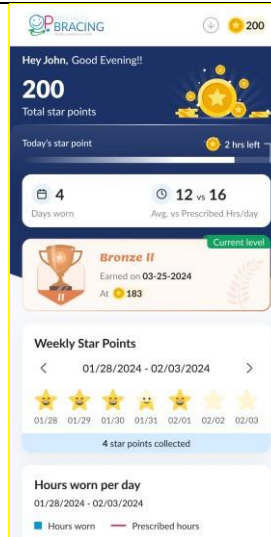 OPBRACING
200
Hey John, Good Evening!!
200
Total star points
Today's star point
2 hrs left
4
12 vs 16
Days worn
Avg. vs Prescribed Hrs/day
Current level
Bronze II
Earned on 03-25-2024
II
At 183
Weekly Star Points
< 01/28/2024 - 02/03/2024 >
01/28 01/29 01/30 01/31 02/01 02/02 02/03
4 star points collected
Hours worn per day
01/28/2024 - 02/03/2024
Hours worn
Prescribed hours